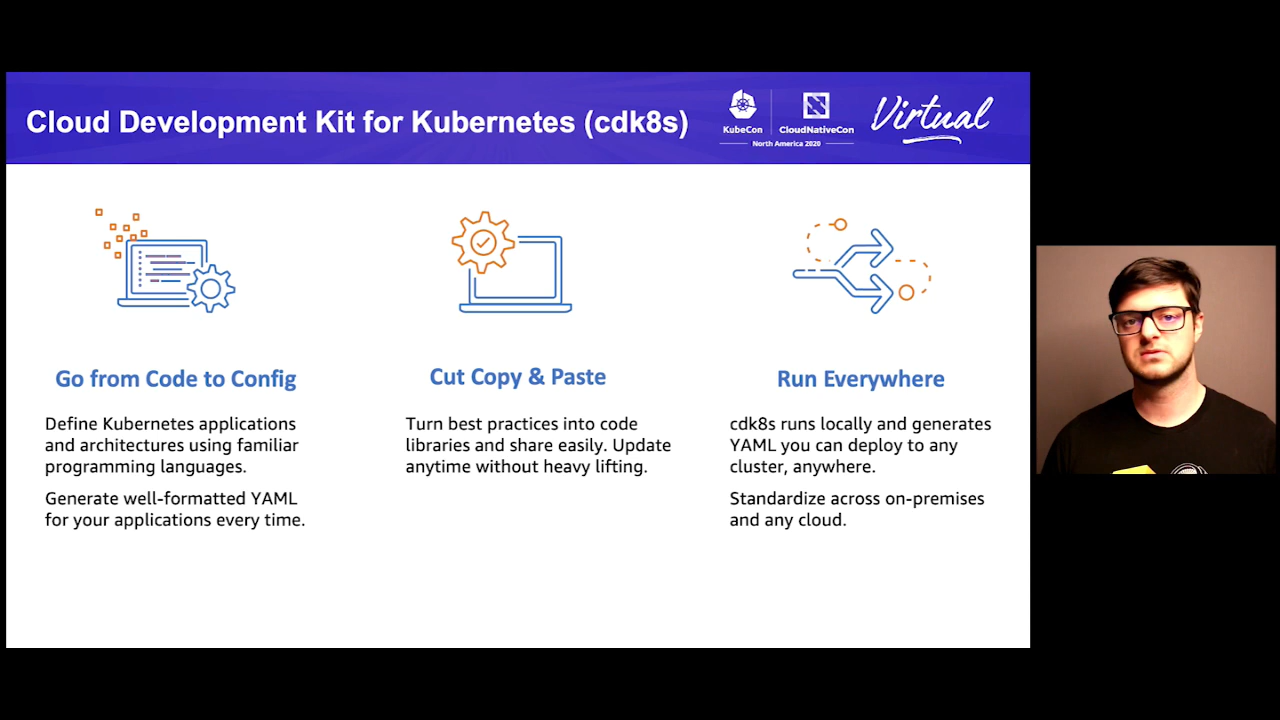 Cloud Development Kit for Kubernetes (cdk8s)
KubeCon
CloudNativeCon
North America 2020
Virtual
Go from Code to Config
Define Kubernetes applications
and architectures using familiar
programming languages.
Generate well-formatted YAML
for your applications every time.
Cut Copy & Paste
Turn best practices into code
libraries and share easily. Update
anytime without heavy lifting.
Run Everywhere
cdk8s runs locally and generates
YAML you can deploy to any
cluster, anywhere.
Standardize across on-premises
and any cloud.